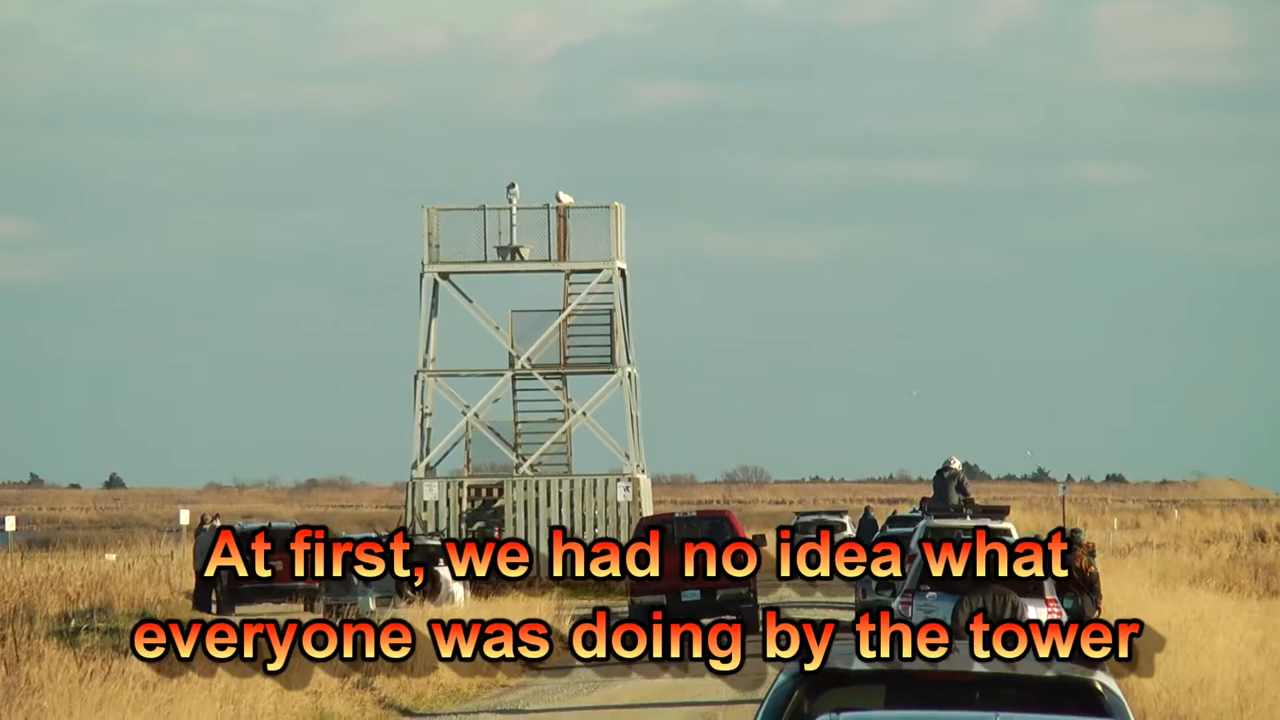 At first, we had no idea what
everyone was doing by the tower